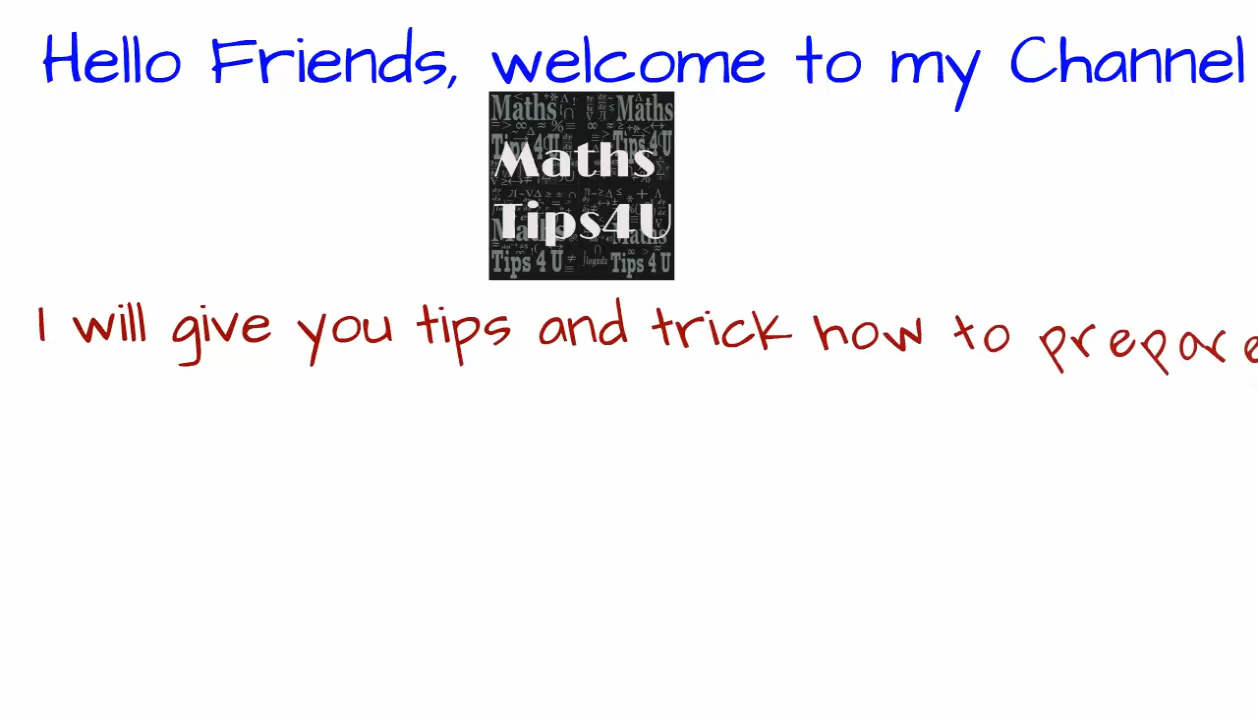 Hello Friends, welcome to my Channel
Maths
Tips4U
I will give you tips and trick how to prepare